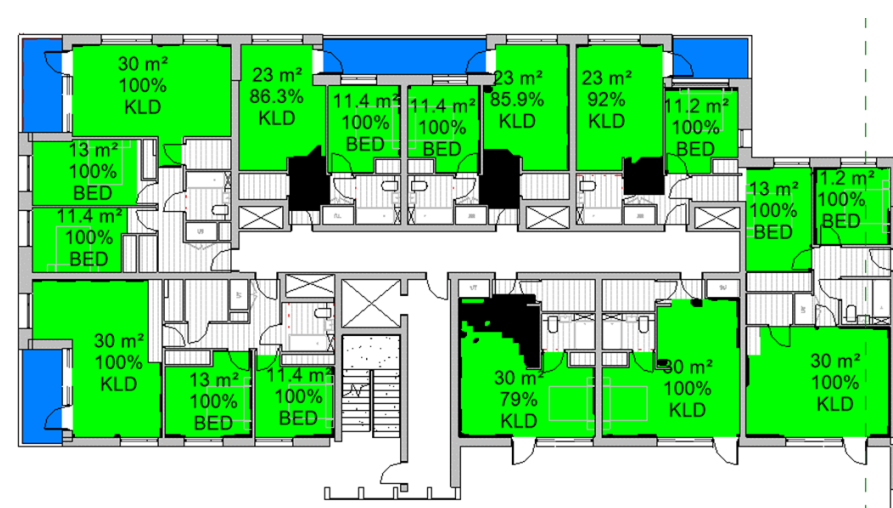 30 m²
100%
KLD
23 m²
86.3%
KLD
11.4 m²
100%
BED
11.4 m²
100%
BED
23 m²
85.9%
KLD
23 m²
92%
KLD
11.2 m²
100%
BED
13 m²
100%
BED
11.4 m²
100%
BED
13 m²
100%
BED
1.2 m²
100%
BED
30 m²
100%
KLD
13 m²
100%
BED
11.4 m²
100%
BED
30 m²
79%
KLD
30 m²
100%
KLD
30 m²
100%
KLD